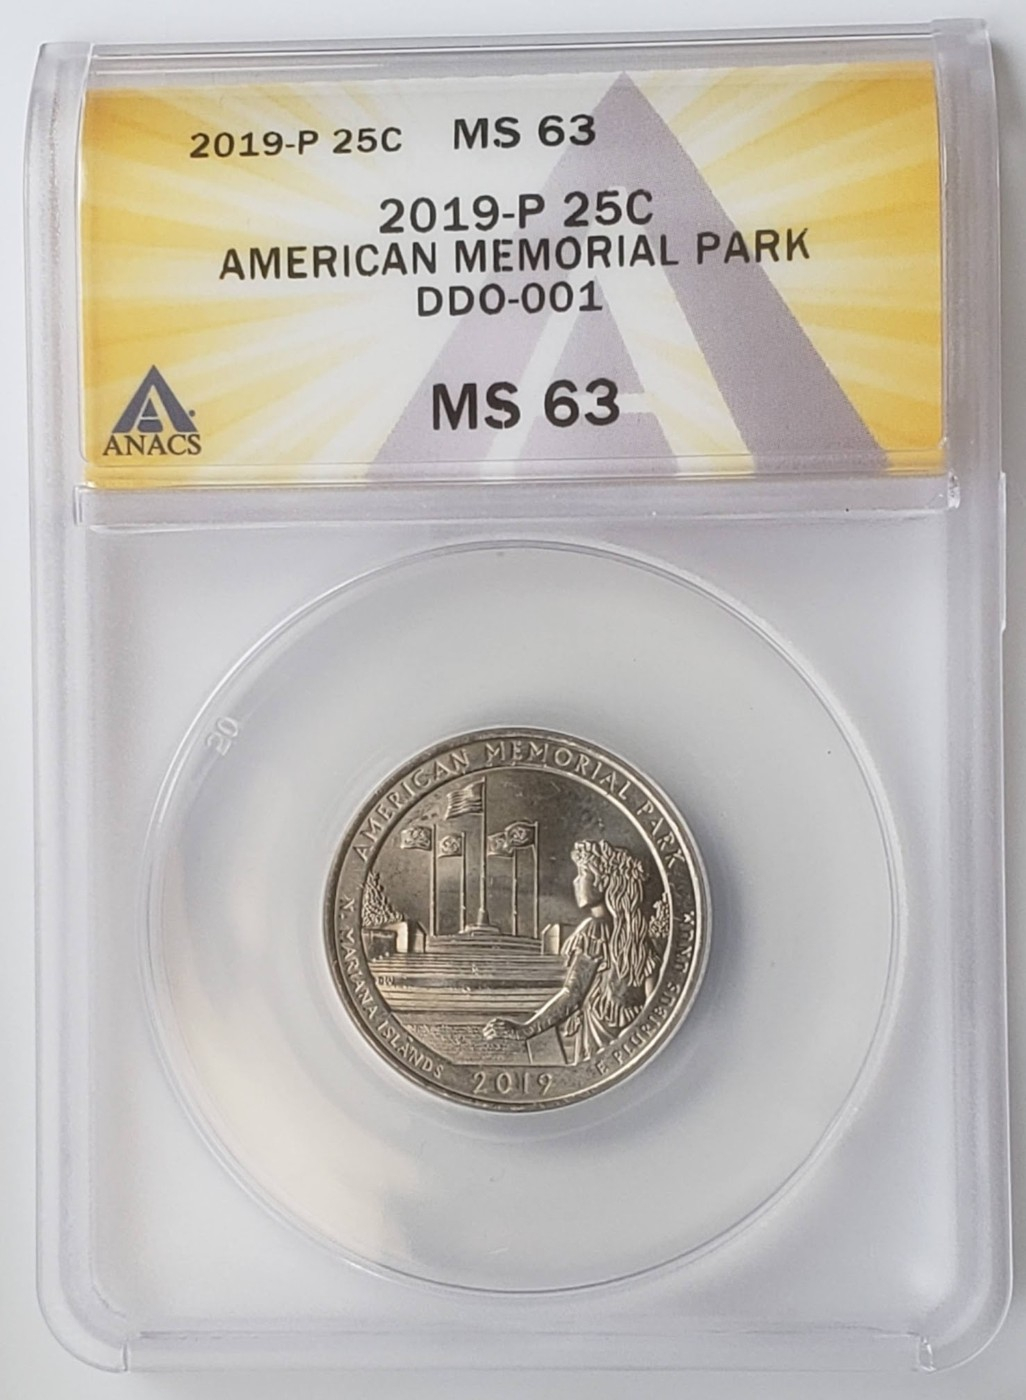 2019-P 25C MS 63
2019-P 25C
AMERICAN MEMORIAL PARK
DDO-001
MS 63
ANACS
20
AMERICAN MEMORIAL PARK
N. MARIANA ISLANDS
2019
E PLURIBUS UNUM